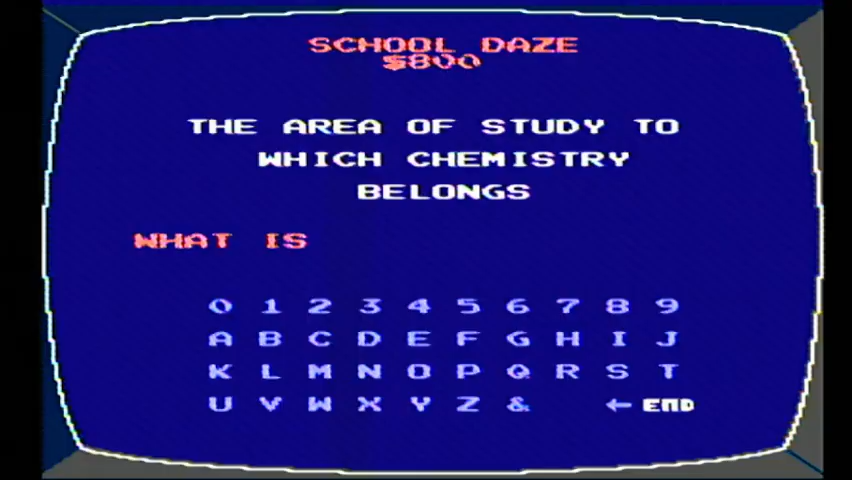 SCHOOL DAZE
$800
THE AREA OF STUDY TO
WHICH CHEMISTRY
BELONGS
WHAT IS
0 1 2 3 4 5 6 7 8 9
A B C D E F G H I J
K L M N O P Q R S T
U V W X Y Z & ← END